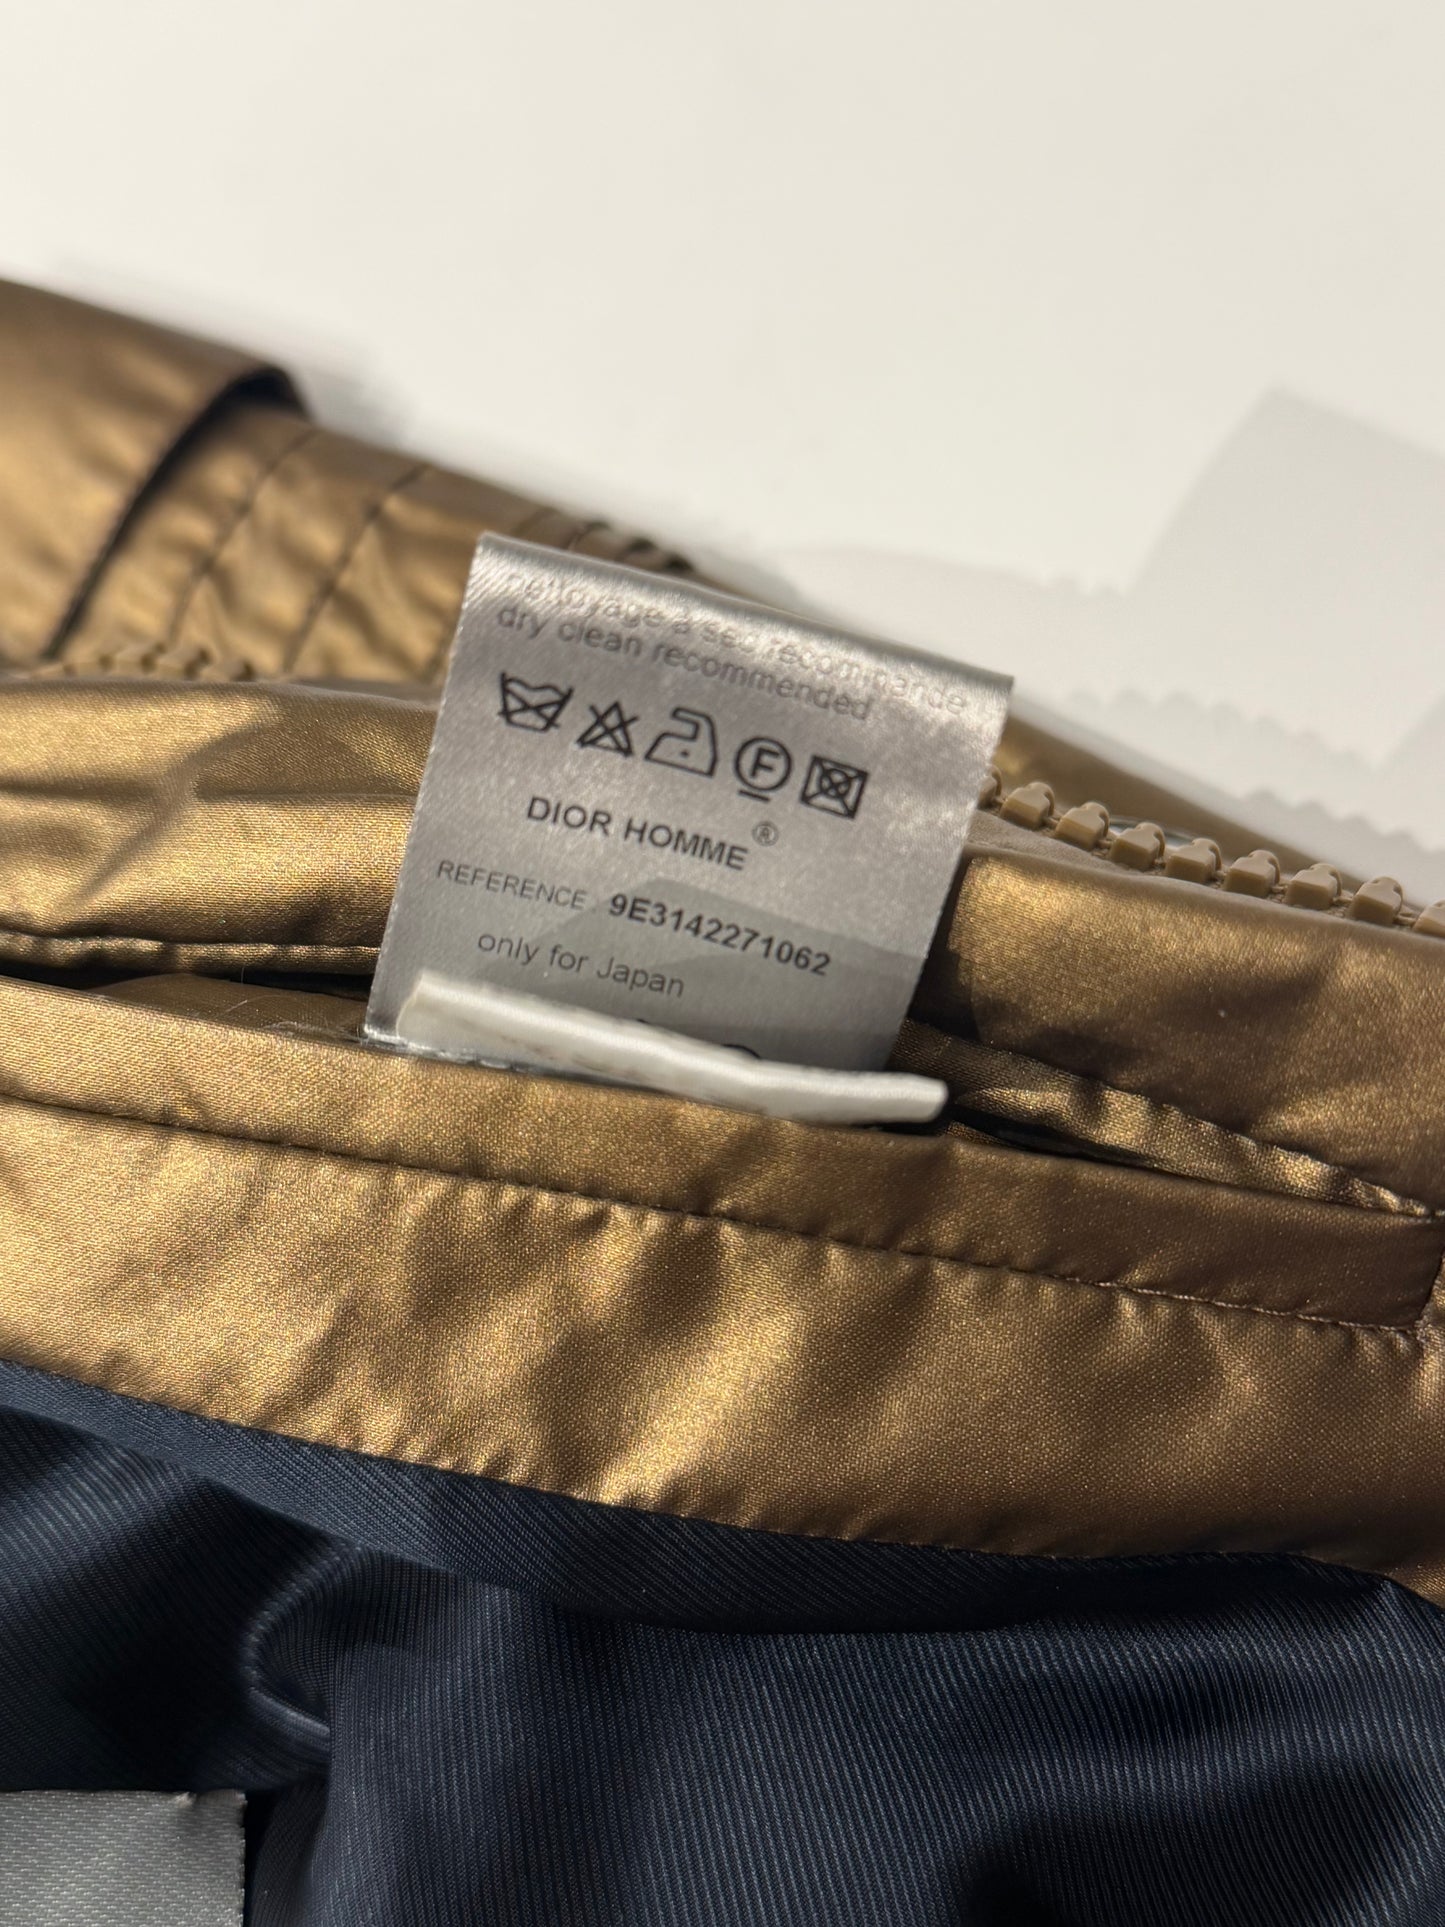 nettoyage à sec recommandé
dry clean recommended
F
DIOR HOMME ®
REFERENCE 9E3142271062
only for Japan